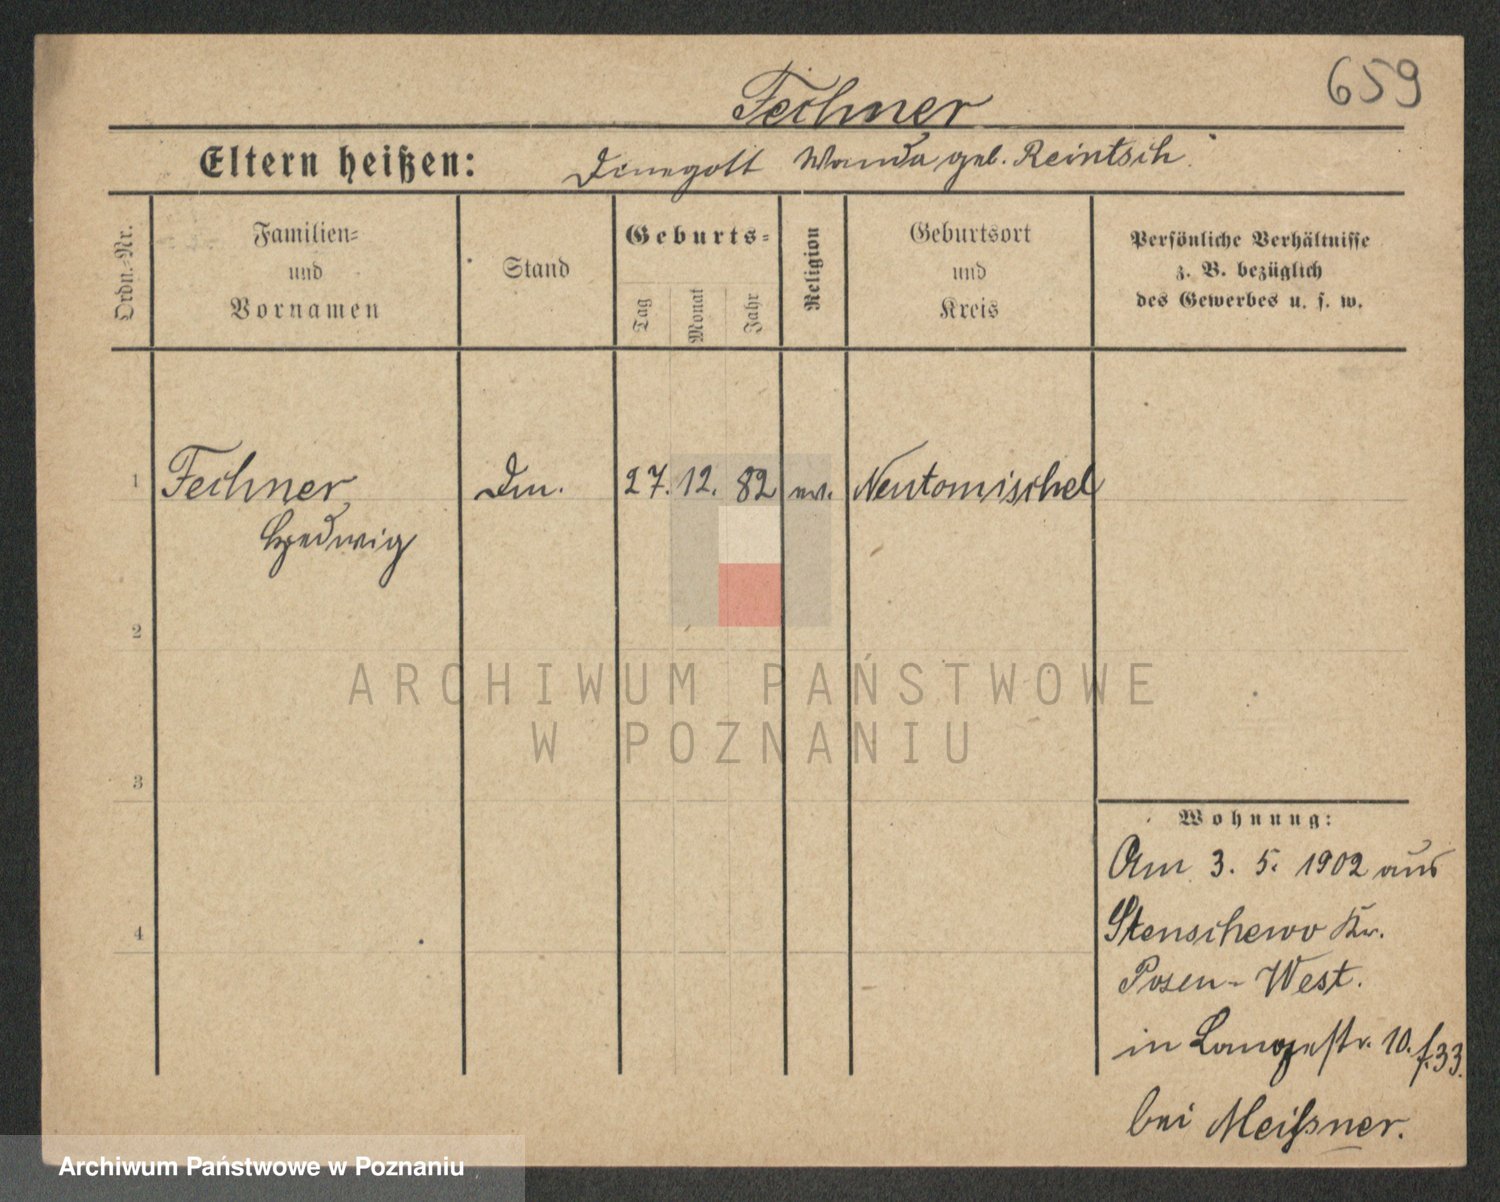 659
Fechner
Eltern heißen: Dienegott Wanda geb. Reintsch.
Ordn.-Nr.
Familien-
und
Vornamen
Stand
Geburts-
Tag
Monat
Jahr
Religion
Geburtsort
und
Kreis
Persönliche Verhältnisse
z. B. bezüglich
des Gewerbes u. s. w.
1 Fechner 27. 12. 82 ev. Neutomischel
Hedwig
2
3
4
ARCHIWUM PAŃSTWOWE
W POZNANIU
Wohnung:
Am 3. 5. 1902 aus
Stenschewo Kr.
Posen-West.
in Langestr. 10. f. 33.
bei Meißner.
Archiwum Państwowe w Poznaniu